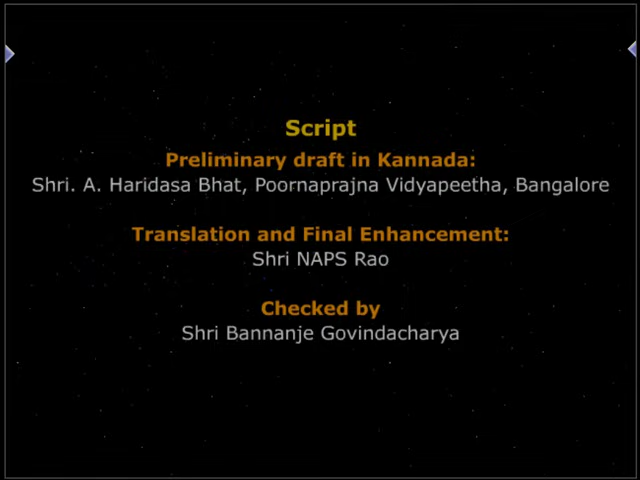 Script
Preliminary draft in Kannada:
Shri. A. Haridasa Bhat, Poornaprajna Vidyapeetha, Bangalore
Translation and Final Enhancement:
Shri NAPS Rao
Checked by
Shri Bannanje Govindacharya